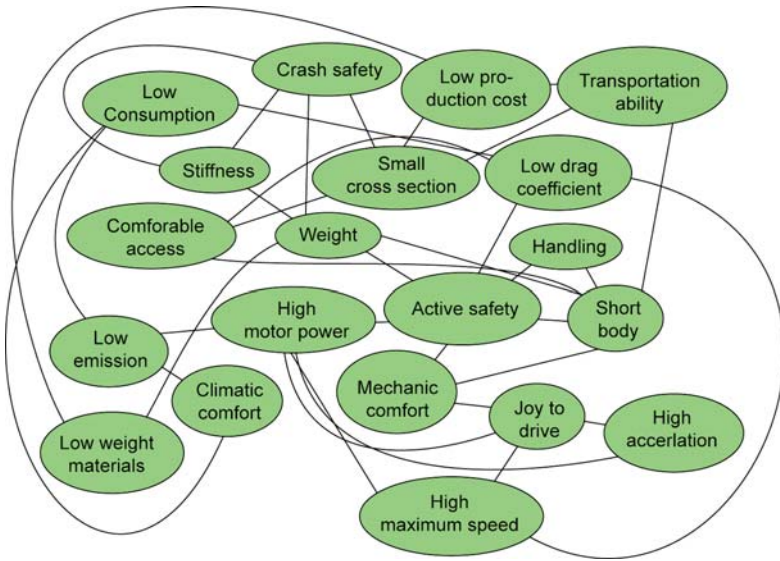 Crash safety
Low pro-
duction cost
Transportation
ability
Low
Consumption
Stiffness
Small
cross section
Low drag
coefficient
Comforable
access
Weight
Handling
High
motor power
Active safety
Short
body
Low
emission
Climatic
comfort
Mechanic
comfort
Joy to
drive
High
accerlation
Low weight
materials
High
maximum speed